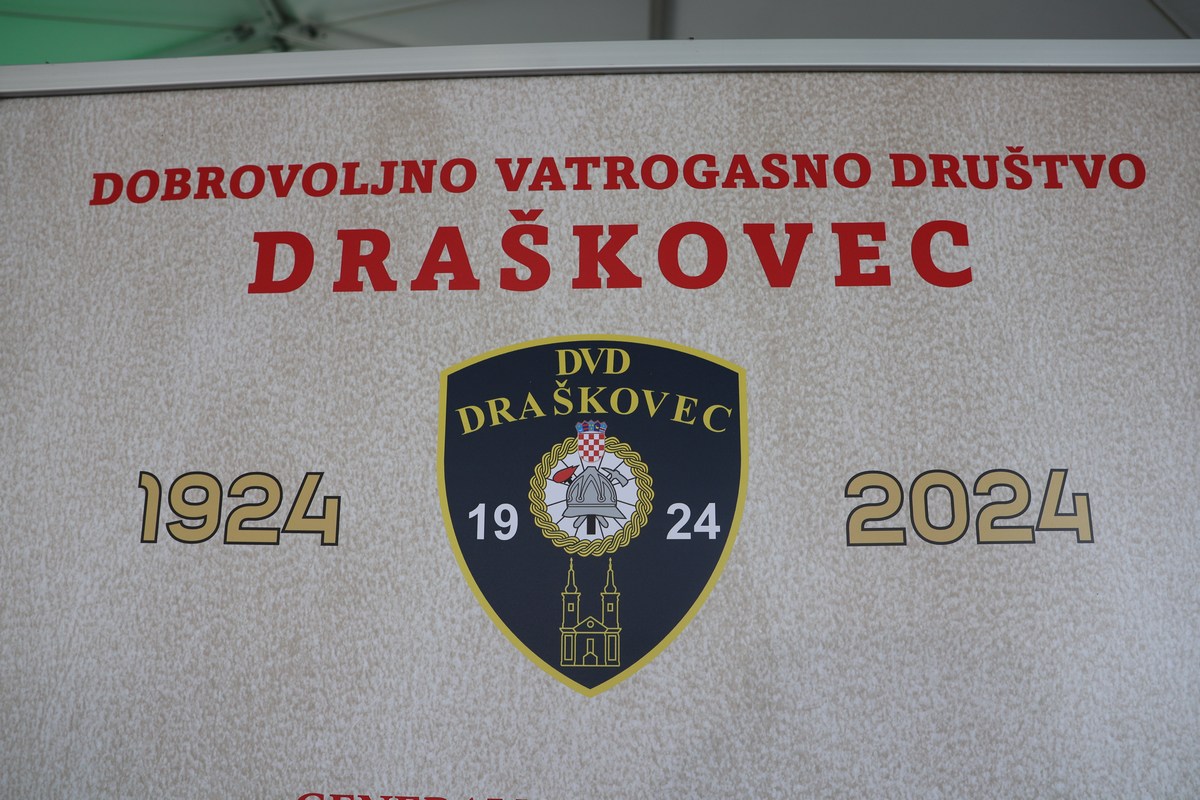 DOBROVOLJNO VATROGASNO DRUŠTVO
DRAŠKOVEC
DVD
DRAŠKOVEC
1924
19 24
2024